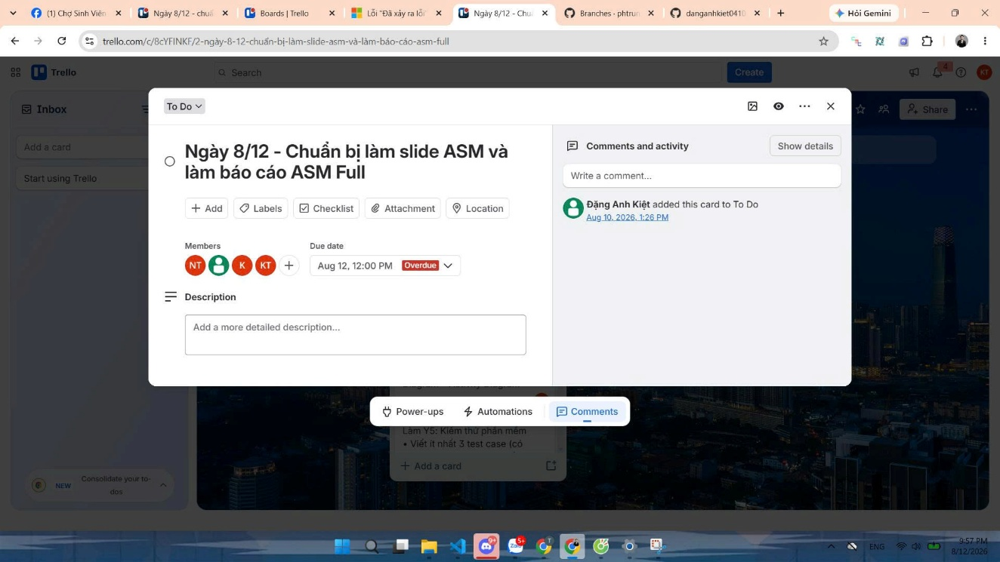 (1) Chợ Sinh Viên
Ngày 8/12 - chuẩ
Boards | Trello
Lỗi "Đã xảy ra lỗi"
Ngày 8/12 - Chuẩ
Branches · phtrun
danganhkiet0410
Hỏi Gemini
trello.com/c/8cYFINKF/2-ngày-8-12-chuẩn-bị-làm-slide-asm-và-làm-báo-cáo-asm-full
Trello
Search
Create
4
KT
Inbox
Share
Add a card
Start using Trello
NEW
Consolidate your to-
dos
To Do
Ngày 8/12 - Chuẩn bị làm slide ASM và
làm báo cáo ASM Full
Add
Labels
Checklist
Attachment
Location
Members
Due date
NT
K
KT
Aug 12, 12:00 PM
Overdue
Description
Add a more detailed description...
Comments and activity
Show details
Write a comment...
Đặng Anh Kiệt added this card to To Do
Aug 10, 2026, 1:26 PM
Power-ups
Automations
Comments
Làm Y5: Kiểm thử phần mềm
• Viết ít nhất 3 test case (có
Add a card
9+
Zalo
5+
ENG
9:57 PM
8/12/2026